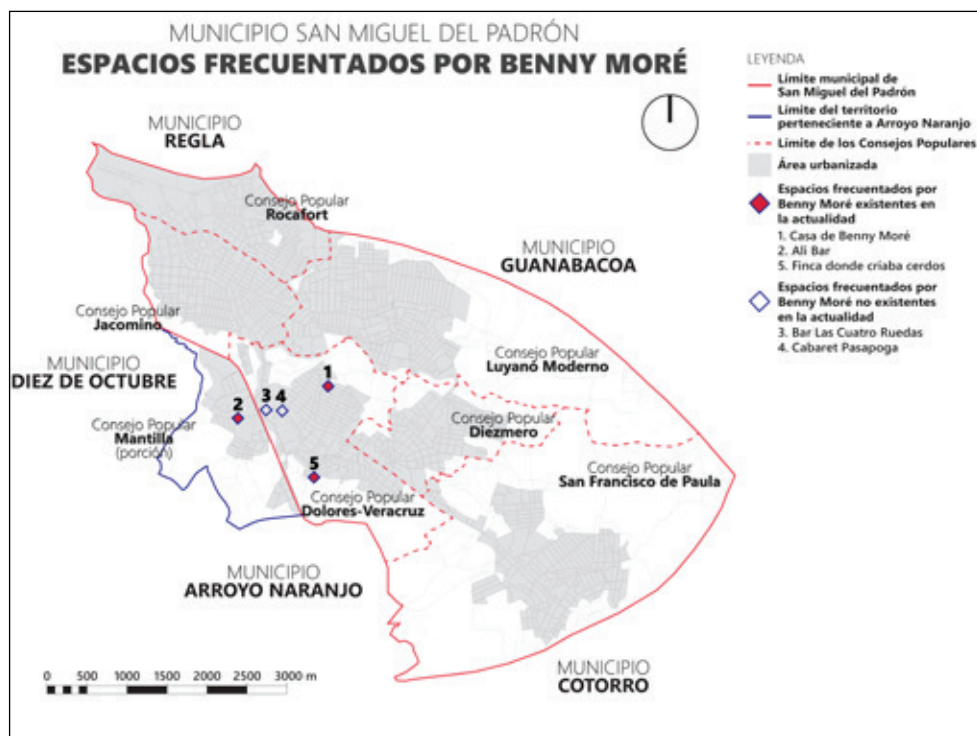 MUNICIPIO SAN MIGUEL DEL PADRÓN
ESPACIOS FRECUENTADOS POR BENNY MORÉ
LEYENDA
Límite municipal de
San Miguel del Padrón
Límite del territorio
perteneciente a Arroyo Naranjo
Límite de los Consejos Populares
Área urbanizada
Espacios frecuentados por
Benny Moré existentes en
la actualidad
1. Casa de Benny Moré
2. Ali Bar
5. Finca donde criaba cerdos
Espacios frecuentados por
Benny Moré no existentes
en la actualidad
3. Bar Las Cuatro Ruedas
4. Cabaret Pasapoga
MUNICIPIO
REGLA
Consejo Popular
Rocafort
MUNICIPIO
GUANABACOA
Consejo Popular
Jacomino
Consejo Popular
Luyanó Moderno
MUNICIPIO
DIEZ DE OCTUBRE
1
2
3
4
Consejo Popular
Mantilla
(porción)
Consejo Popular
Diezmero
5
Consejo Popular
San Francisco de Paula
Consejo Popular
Dolores-Veracruz
MUNICIPIO
ARROYO NARANJO
MUNICIPIO
COTORRO
0 500 1000 2000 3000 m